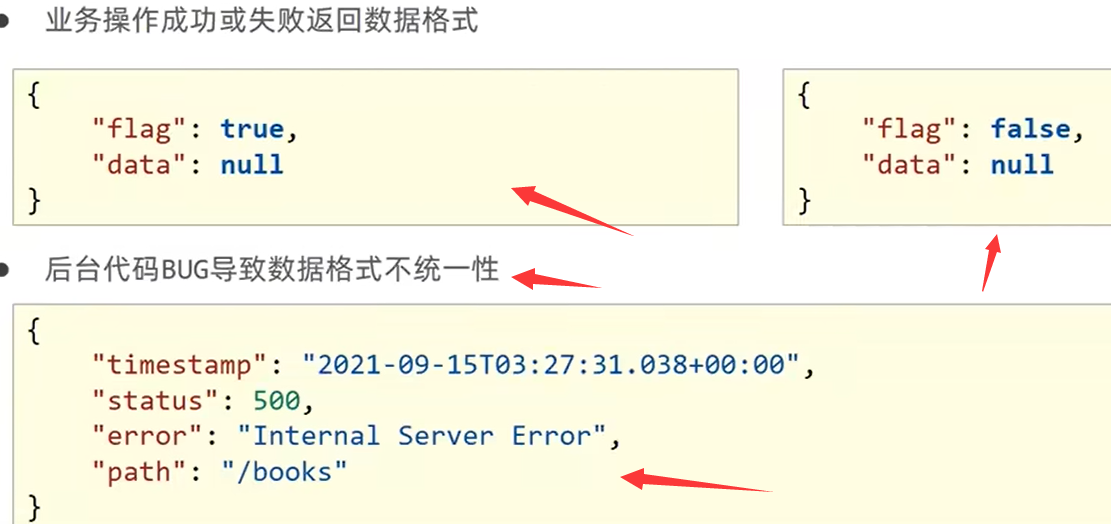 业务操作成功或失败返回数据格式
{
"flag": true,
"data": null
}
{
"flag": false,
"data": null
}
后台代码BUG导致数据格式不统一性
{
"timestamp": "2021-09-15T03:27:31.038+00:00",
"status": 500,
"error": "Internal Server Error",
"path": "/books"
}